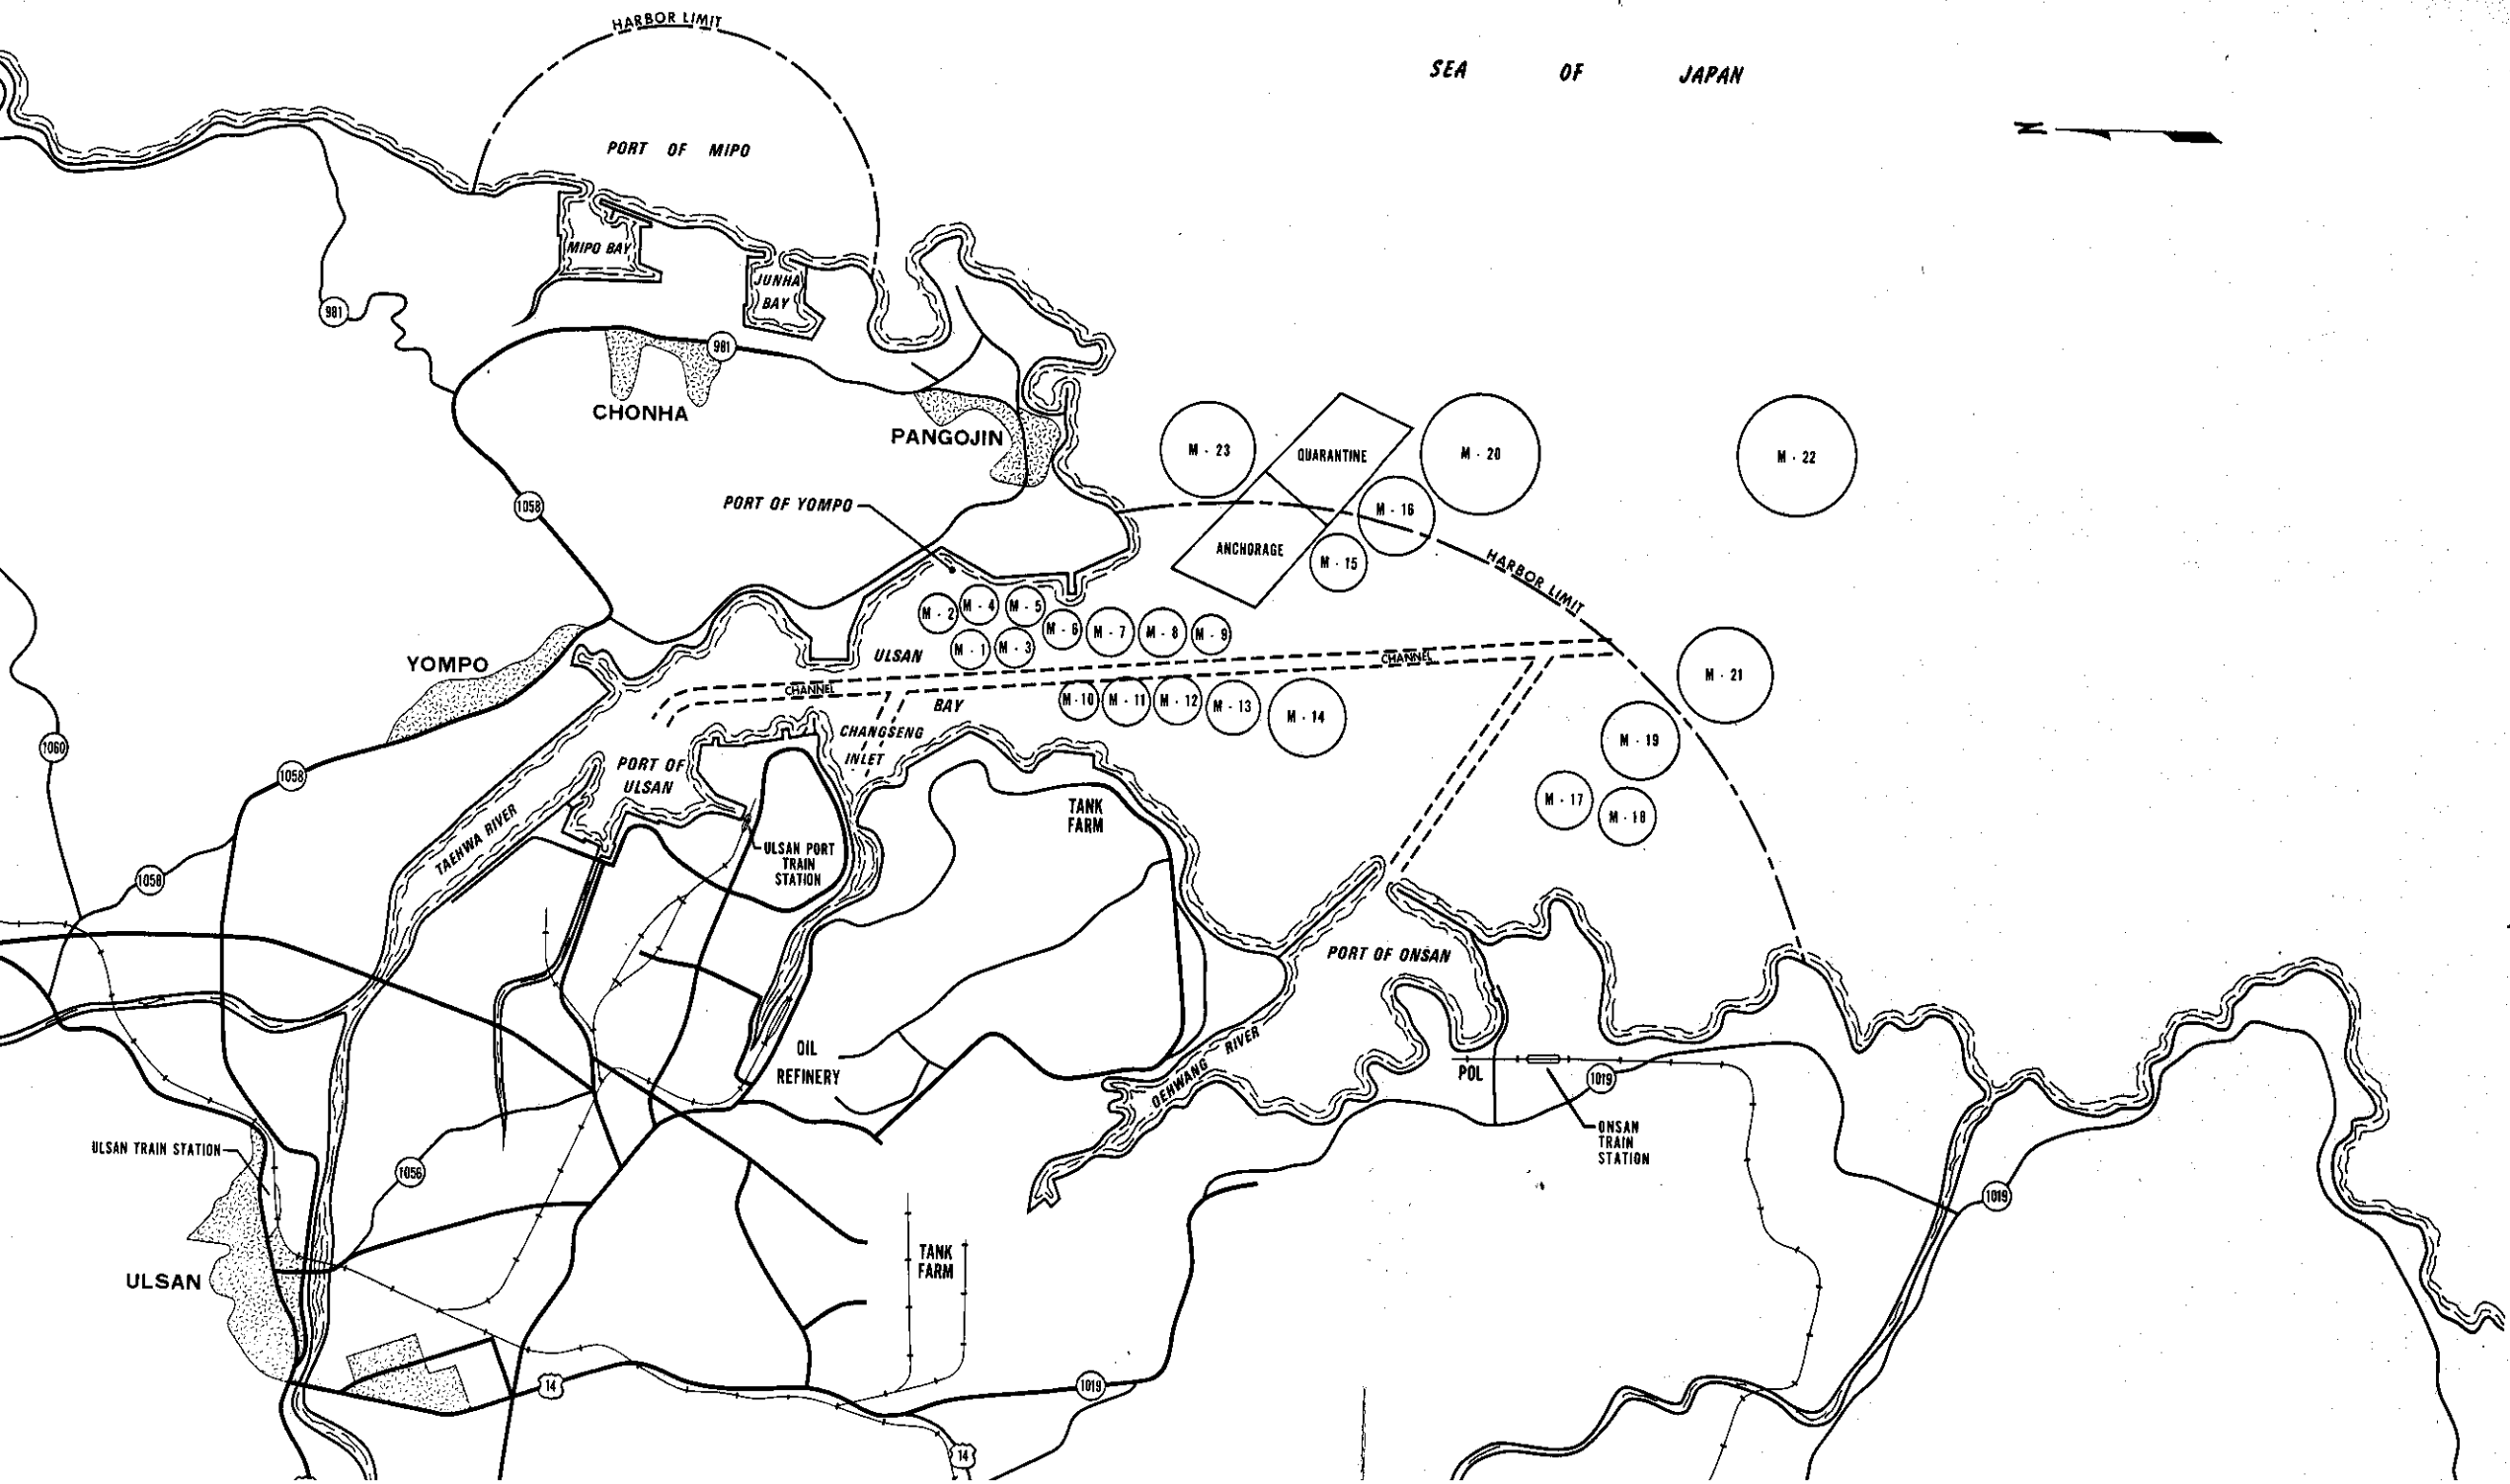 HARBOR LIMIT
SEA OF JAPAN
N
PORT OF MIPO
MIPO BAY
JUNHA
BAY
981
981
CHONHA
PANGOJIN
M - 23
QUARANTINE
M - 20
M - 22
1058
PORT OF YOMPO
M - 16
ANCHORAGE
M - 15
HARBOR LIMIT
M - 2
M - 4
M - 5
M - 6
M - 7
M - 8
M - 9
M - 1
M - 3
YOMPO
ULSAN
BAY
CHANNEL
CHANNEL
M - 21
M - 10
M - 11
M - 12
M - 13
M - 14
CHANGSENG
INLET
M - 19
1060
1058
PORT OF
ULSAN
M - 17
M - 18
TANK
FARM
TAEHWA RIVER
ULSAN PORT
TRAIN
STATION
1058
PORT OF ONSAN
OIL
REFINERY
OEHWANG RIVER
POL
1019
ONSAN
TRAIN
STATION
ULSAN TRAIN STATION
1056
1019
TANK
FARM
ULSAN
14
1019
14